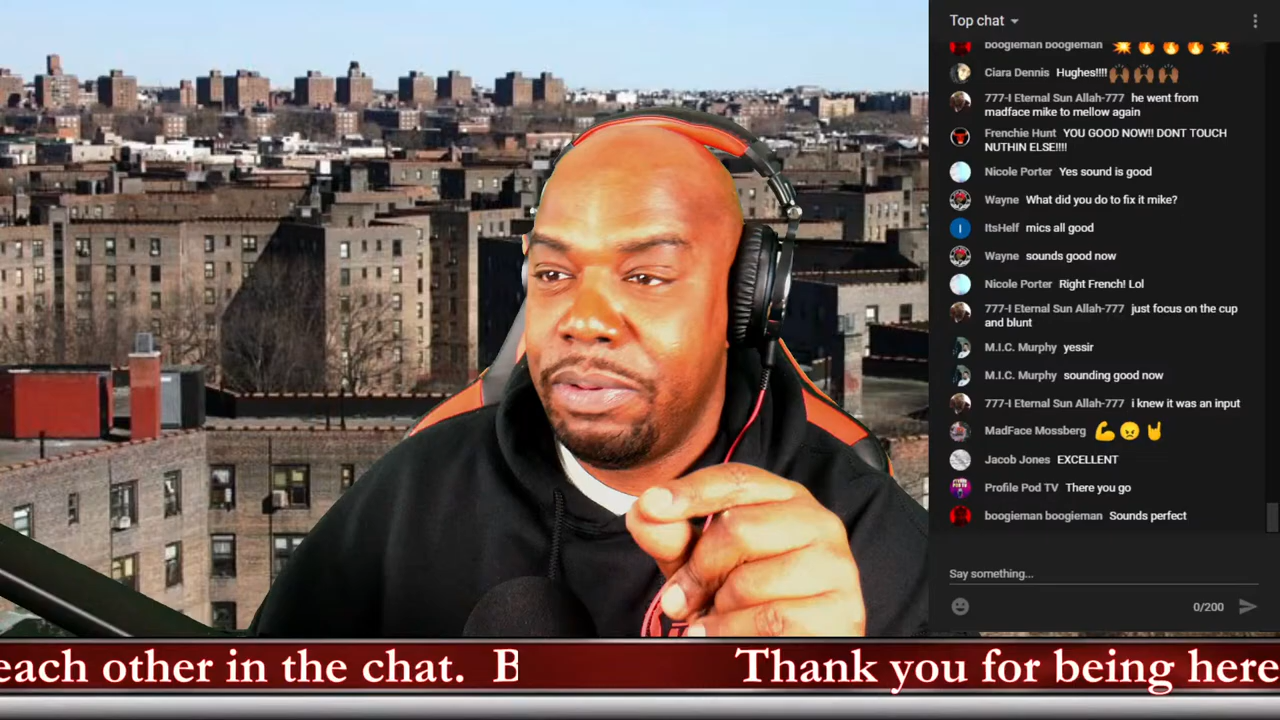 Top chat
boogieman boogieman 💥🔥🔥🔥💥
Ciara Dennis Hughes!!!!🙌🏾🙌🏾🙌🏾
777-I Eternal Sun Allah-777 he went from
madface mike to mellow again
Frenchie Hunt YOU GOOD NOW!! DONT TOUCH
NUTHIN ELSE!!!!
Nicole Porter Yes sound is good
Wayne What did you do to fix it mike?
I
ItsHelf mics all good
Wayne sounds good now
Nicole Porter Right French! Lol
777-I Eternal Sun Allah-777 just focus on the cup
and blunt
M.I.C. Murphy yessir
M.I.C. Murphy sounding good now
777-I Eternal Sun Allah-777 i knew it was an input
MadFace Mossberg 💪😠🤘
Jacob Jones EXCELLENT
Profile Pod TV There you go
boogieman boogieman Sounds perfect
Say something...
0/200
each other in the chat. B
Thank you for being here